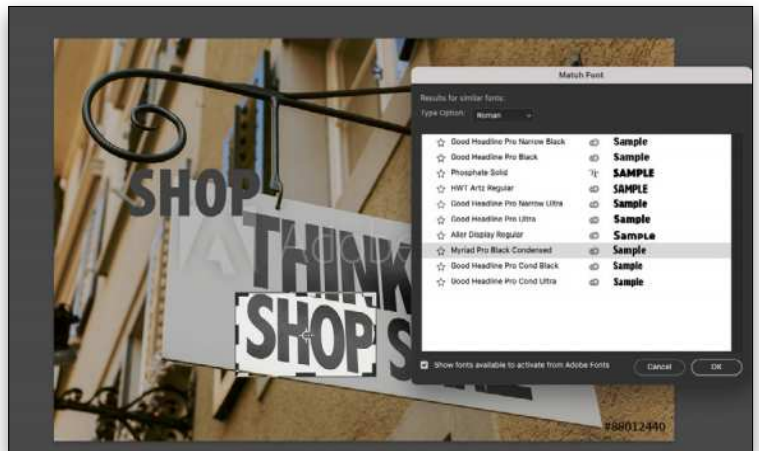 Match Font
Results for similar fonts:
Type Option: Roman
Good Headline Pro Narrow Black Sample
Good Headline Pro Black Sample
Phosphate Solid SAMPLE
HWT Artz Regular SAMPLE
Good Headline Pro Narrow Ultra Sample
Good Headline Pro Ultra Sample
Aller Display Regular Sample
Myriad Pro Black Condensed Sample
Good Headline Pro Cond Black Sample
Good Headline Pro Cond Ultra Sample
Show fonts available to activate from Adobe Fonts
Cancel OK
SHOP
THINK
SHOP
#88012440